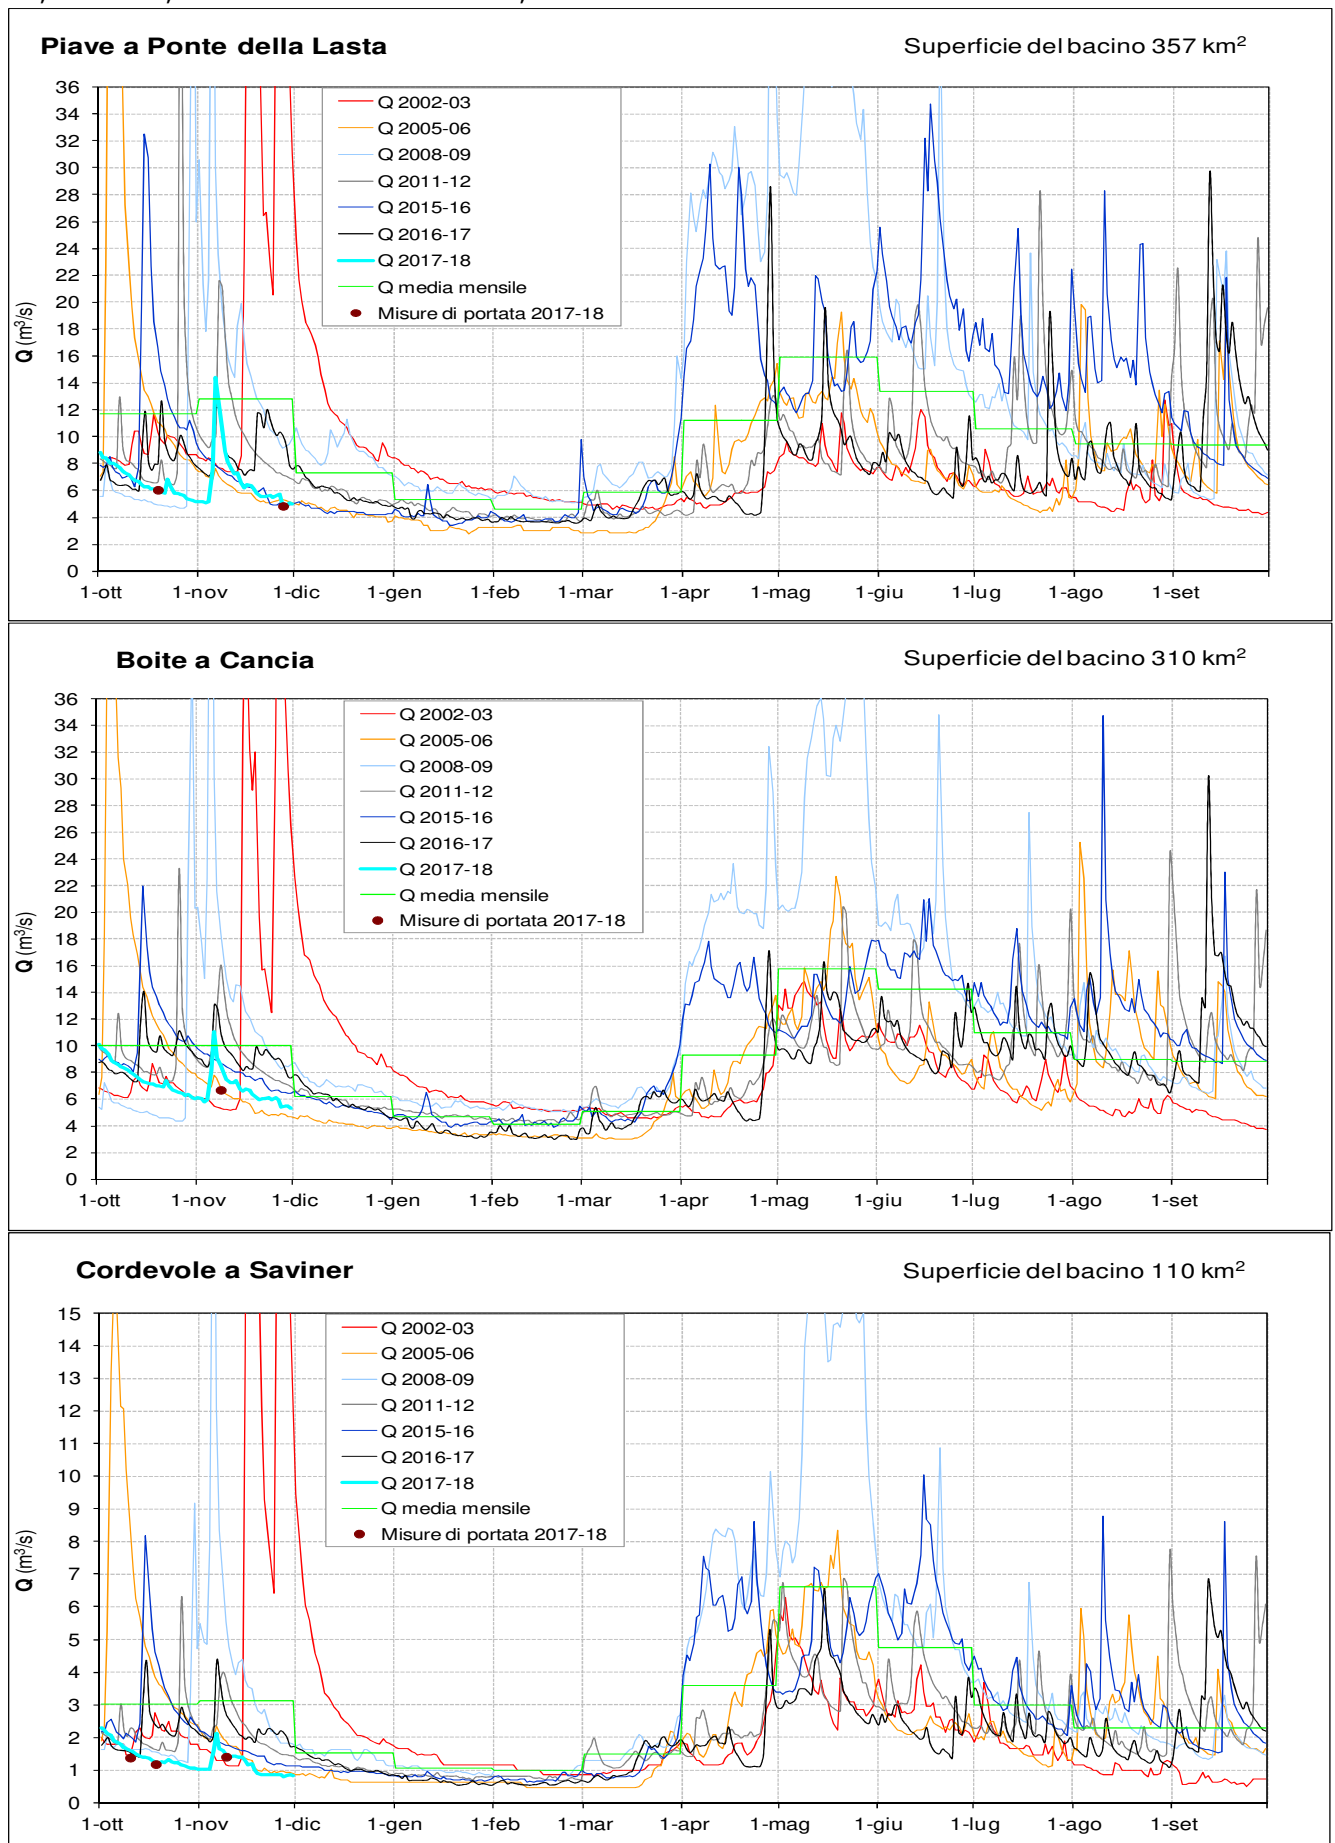 Piave a Ponte della Lasta
Superficie del bacino 357 km²
Q (m³/s)
36
34
32
30
28
26
24
22
20
18
16
14
12
10
8
6
4
2
0
Q 2002-03
Q 2005-06
Q 2008-09
Q 2011-12
Q 2015-16
Q 2016-17
Q 2017-18
Q media mensile
Misure di portata 2017-18
1-ott 1-nov 1-dic 1-gen 1-feb 1-mar 1-apr 1-mag 1-giu 1-lug 1-ago 1-set
Boite a Cancia
Superficie del bacino 310 km²
Q (m³/s)
36
34
32
30
28
26
24
22
20
18
16
14
12
10
8
6
4
2
0
Q 2002-03
Q 2005-06
Q 2008-09
Q 2011-12
Q 2015-16
Q 2016-17
Q 2017-18
Q media mensile
Misure di portata 2017-18
1-ott 1-nov 1-dic 1-gen 1-feb 1-mar 1-apr 1-mag 1-giu 1-lug 1-ago 1-set
Cordevole a Saviner
Superficie del bacino 110 km²
Q (m³/s)
15
14
13
12
11
10
9
8
7
6
5
4
3
2
1
0
Q 2002-03
Q 2005-06
Q 2008-09
Q 2011-12
Q 2015-16
Q 2016-17
Q 2017-18
Q media mensile
Misure di portata 2017-18
1-ott 1-nov 1-dic 1-gen 1-feb 1-mar 1-apr 1-mag 1-giu 1-lug 1-ago 1-set